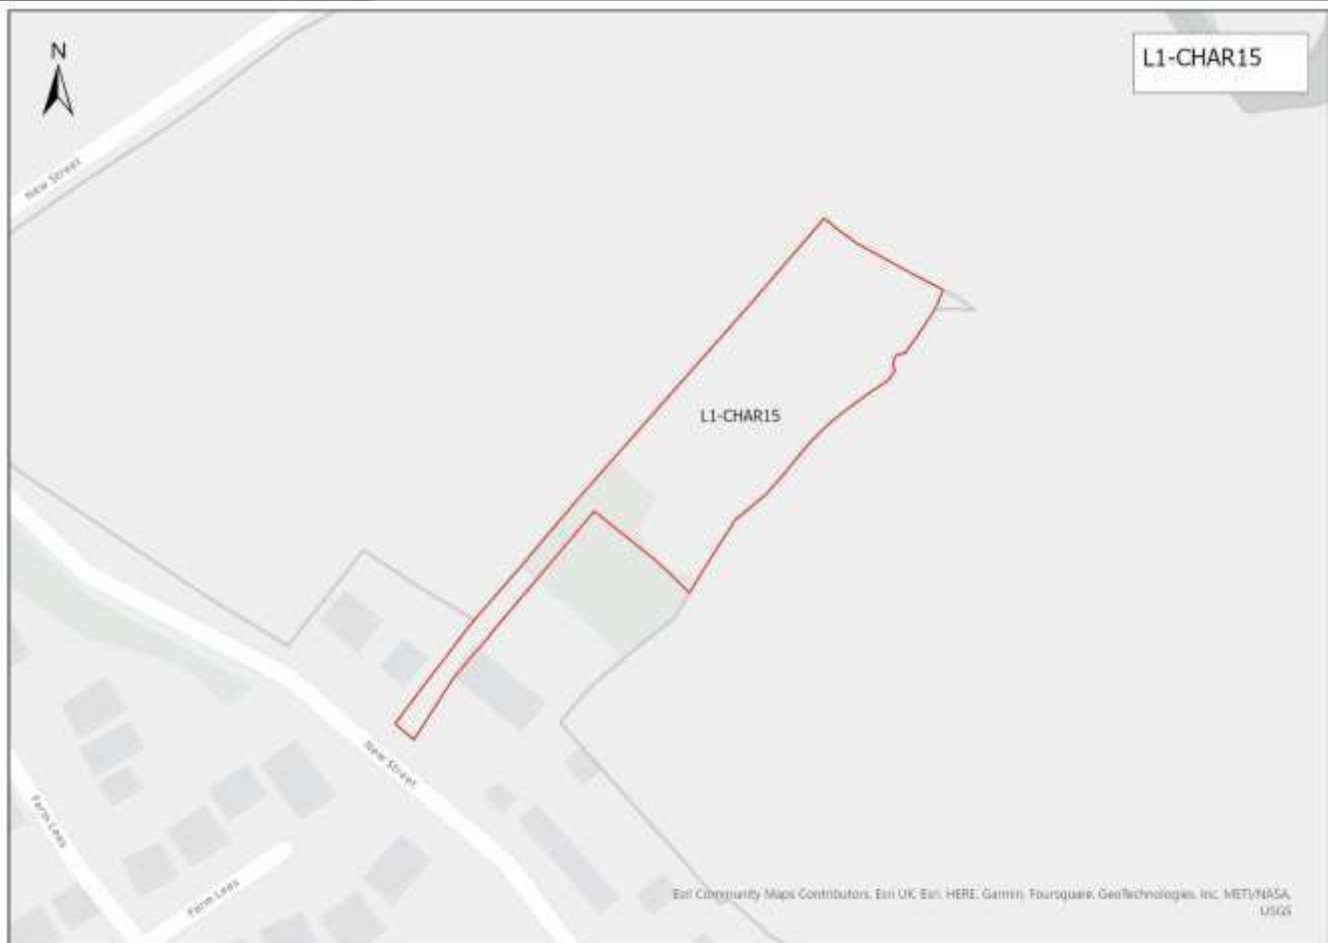 N
L1-CHAR15
New Street
L1-CHAR15
New Street
Farm Lees
Farm Lees
Esri Community Maps Contributors, Esri UK, Esri, HERE, Garmin, Foursquare, GeoTechnologies, Inc, METI/NASA,
USGS